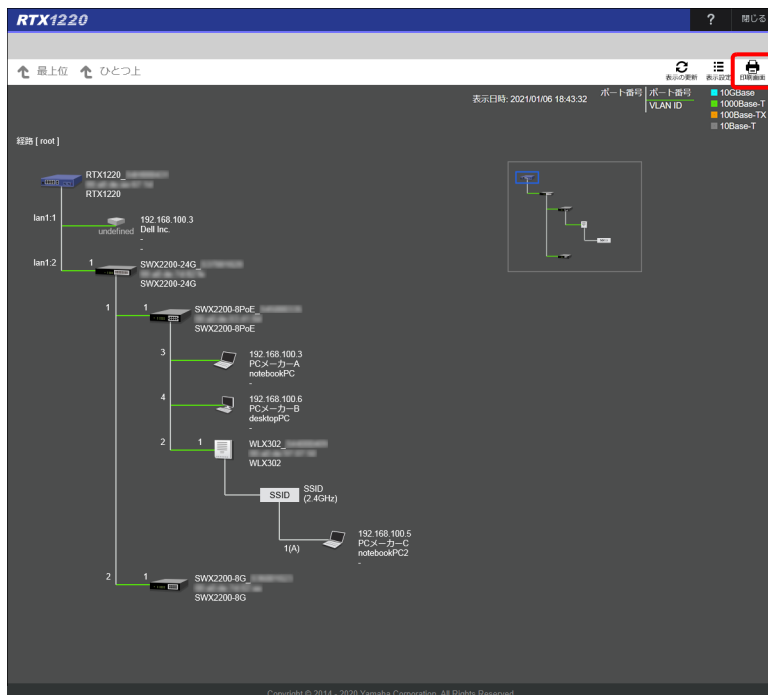 RTX1220
? 閉じる
最上位 ひとつ上
表示の更新 表示設定 印刷画面
表示日時: 2021/01/06 18:43:32
ポート番号 ポート番号
VLAN ID
10GBase
1000Base-T
100Base-TX
10Base-T
経路 [ root ]
RTX1220_
RTX1220
lan1:1
undefined
192.168.100.3
Dell Inc.
-
-
lan1:2 1
SWX2200-24G_
SWX2200-24G
1 1
SWX2200-8PoE_
SWX2200-8PoE
3
192.168.100.3
PCメーカーA
notebookPC
-
4
192.168.100.6
PCメーカーB
desktopPC
-
2 1
WLX302_
WLX302
SSID
SSID
(2.4GHz)
1(A)
192.168.100.5
PCメーカーC
notebookPC2
-
2 1
SWX2200-8G_
SWX2200-8G
Copyright © 2014 - 2020 Yamaha Corporation. All Rights Reserved.